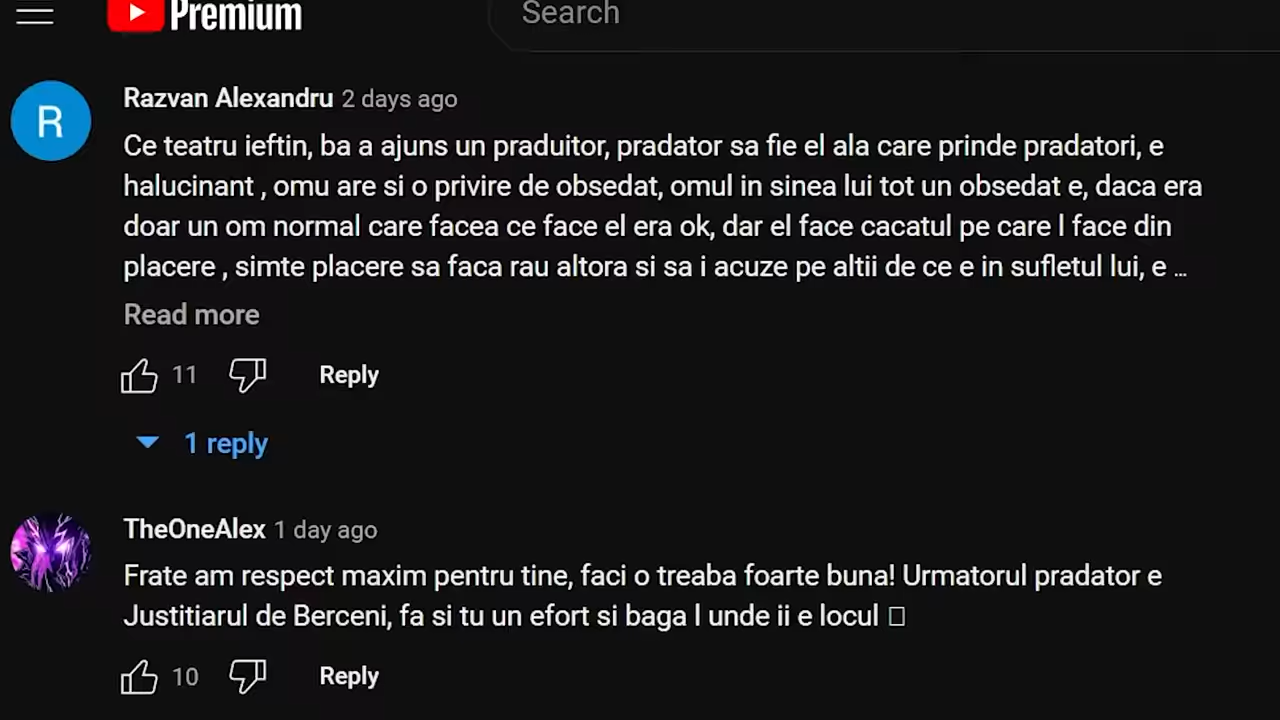 Premium
Search
Razvan Alexandru 2 days ago
R
Ce teatru ieftin, ba a ajuns un praduitor, pradator sa fie el ala care prinde pradatori, e
halucinant , omu are si o privire de obsedat, omul in sinea lui tot un obsedat e, daca era
doar un om normal care facea ce face el era ok, dar el face cacatul pe care l face din
placere , simte placere sa faca rau altora si sa i acuze pe altii de ce e in sufletul lui, e ...
Read more
11 Reply
1 reply
TheOneAlex 1 day ago
Frate am respect maxim pentru tine, faci o treaba foarte buna! Urmatorul pradator e
Justitiarul de Berceni, fa si tu un efort si baga l unde ii e locul
10 Reply